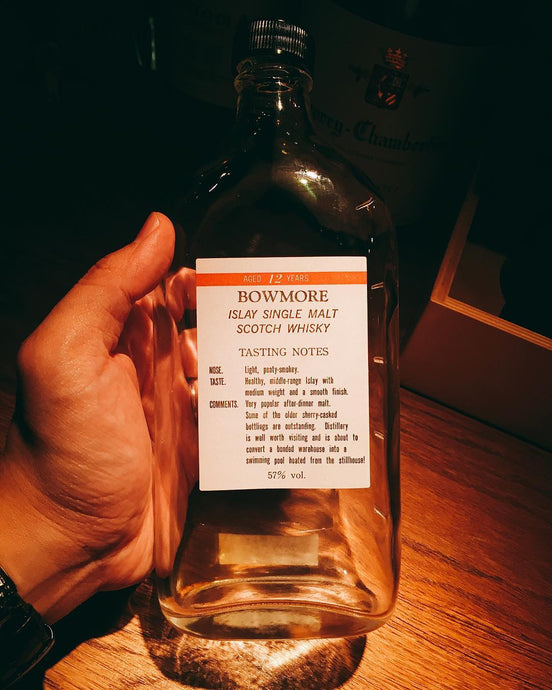 vrey-Chambert
AGED 12 YEARS
BOWMORE
ISLAY SINGLE MALT
SCOTCH WHISKY
TASTING NOTES
NOSE. Light, peaty-smokey.
TASTE. Healthy, middle-range Islay with
medium weight and a smooth finish.
COMMENTS. Very popular after-dinner malt.
Some of the older sherry-casked
bottlings are outstanding. Distillery
is well worth visiting and is about to
convert a bonded warehouse into a
swimming pool heated from the stillhouse!
57% vol.